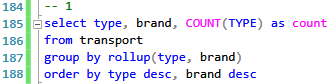 184 -- 1
185 select type, brand, COUNT(TYPE) as count
186 from transport
187 group by rollup(type, brand)
188 order by type desc, brand desc